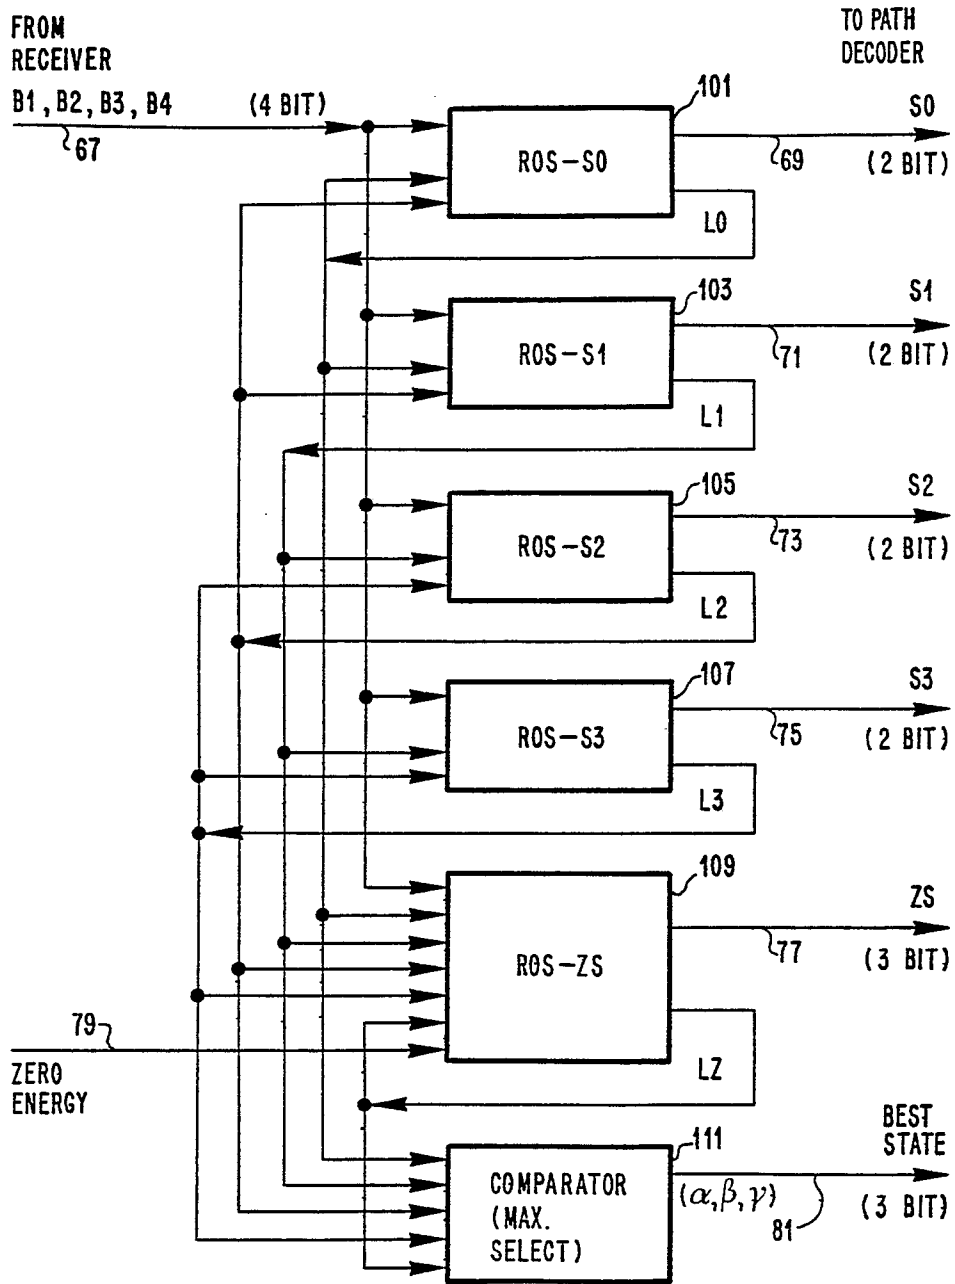 FROM
RECEIVER
B1, B2, B3, B4 (4 BIT)
67
TO PATH
DECODER
101
ROS-S0
S0
69
(2 BIT)
L0
103
ROS-S1
S1
71
(2 BIT)
L1
105
ROS-S2
S2
73
(2 BIT)
L2
107
ROS-S3
S3
75
(2 BIT)
L3
109
ROS-ZS
ZS
77
(3 BIT)
79
ZERO
ENERGY
LZ
111
COMPARATOR
(MAX.
SELECT)
(α,β,γ)
81
BEST
STATE
(3 BIT)